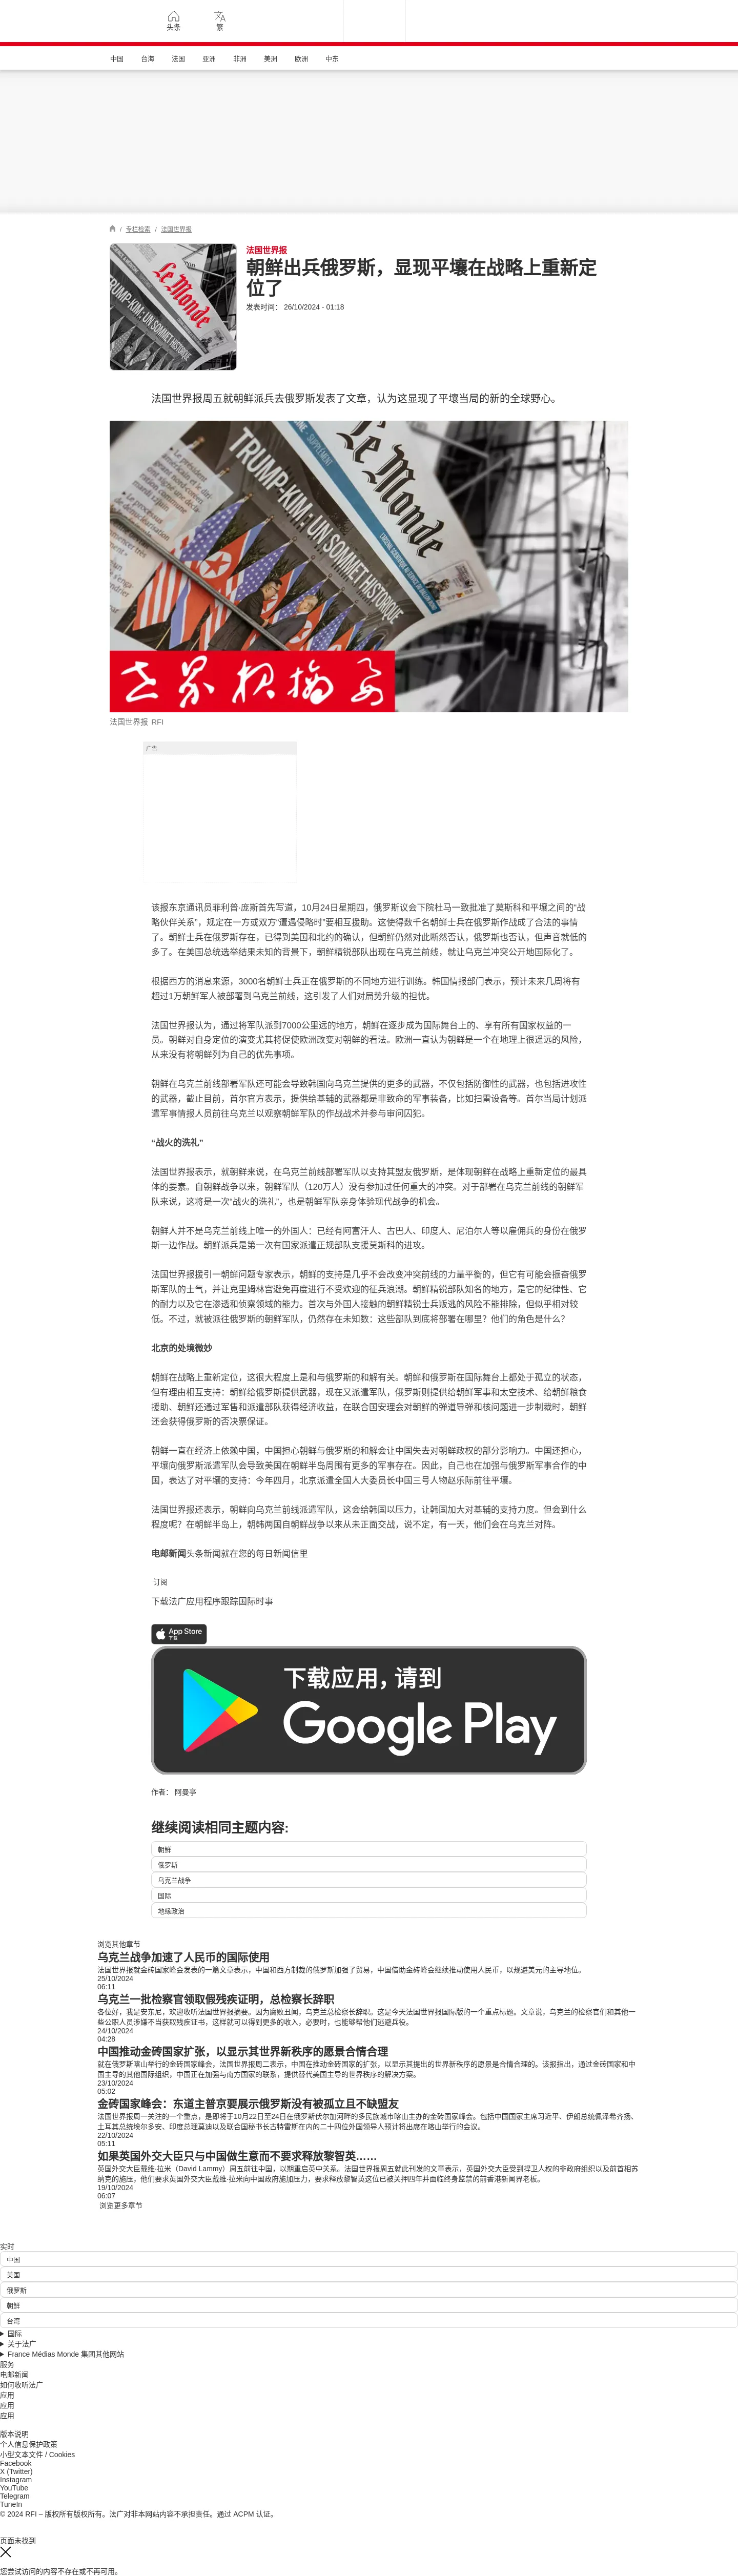 头条
繁
中国
台海
法国
亚洲
非洲
美洲
欧洲
中东
/ 专栏检索 / 法国世界报
法国世界报
朝鲜出兵俄罗斯，显现平壤在战略上重新定
位了
发表时间： 26/10/2024 - 01:18
Le Monde
TRUMP-KIM : UN SOMMET HISTORIQUE
法国世界报周五就朝鲜派兵去俄罗斯发表了文章，认为这显现了平壤当局的新的全球野心。
Le Monde
TRUMP-KIM : UN SOMMET HISTORIQUE
世界报摘要
法国世界报 RFI
广告
该报东京通讯员菲利普·庞斯首先写道，10月24日星期四，俄罗斯议会下院杜马一致批准了莫斯科和平壤之间的“战
略伙伴关系”，规定在一方或双方“遭遇侵略时”要相互援助。这使得数千名朝鲜士兵在俄罗斯作战成了合法的事情
了。朝鲜士兵在俄罗斯存在，已得到美国和北约的确认，但朝鲜仍然对此断然否认，俄罗斯也否认，但声音就低的
多了。在美国总统选举结果未知的背景下，朝鲜精锐部队出现在乌克兰前线，就让乌克兰冲突公开地国际化了。
根据西方的消息来源，3000名朝鲜士兵正在俄罗斯的不同地方进行训练。韩国情报部门表示，预计未来几周将有
超过1万朝鲜军人被部署到乌克兰前线，这引发了人们对局势升级的担忧。
法国世界报认为，通过将军队派到7000公里远的地方，朝鲜在逐步成为国际舞台上的、享有所有国家权益的一
员。朝鲜对自身定位的演变尤其将促使欧洲改变对朝鲜的看法。欧洲一直认为朝鲜是一个在地理上很遥远的风险，
从来没有将朝鲜列为自己的优先事项。
朝鲜在乌克兰前线部署军队还可能会导致韩国向乌克兰提供的更多的武器，不仅包括防御性的武器，也包括进攻性
的武器，截止目前，首尔官方表示，提供给基辅的武器都是非致命的军事装备，比如扫雷设备等。首尔当局计划派
遣军事情报人员前往乌克兰以观察朝鲜军队的作战战术并参与审问囚犯。
“战火的洗礼”
法国世界报表示，就朝鲜来说，在乌克兰前线部署军队以支持其盟友俄罗斯，是体现朝鲜在战略上重新定位的最具
体的要素。自朝鲜战争以来，朝鲜军队（120万人）没有参加过任何重大的冲突。对于部署在乌克兰前线的朝鲜军
队来说，这将是一次“战火的洗礼”，也是朝鲜军队亲身体验现代战争的机会。
朝鲜人并不是乌克兰前线上唯一的外国人：已经有阿富汗人、古巴人、印度人、尼泊尔人等以雇佣兵的身份在俄罗
斯一边作战。朝鲜派兵是第一次有国家派遣正规部队支援莫斯科的进攻。
法国世界报援引一朝鲜问题专家表示，朝鲜的支持是几乎不会改变冲突前线的力量平衡的，但它有可能会振奋俄罗
斯军队的士气，并让克里姆林宫避免再度进行不受欢迎的征兵浪潮。朝鲜精锐部队知名的地方，是它的纪律性、它
的耐力以及它在渗透和侦察领域的能力。首次与外国人接触的朝鲜精锐士兵叛逃的风险不能排除，但似乎相对较
低。不过，就被派往俄罗斯的朝鲜军队，仍然存在未知数：这些部队到底将部署在哪里？他们的角色是什么？
北京的处境微妙
朝鲜在战略上重新定位，这很大程度上是和与俄罗斯的和解有关。朝鲜和俄罗斯在国际舞台上都处于孤立的状态，
但有理由相互支持：朝鲜给俄罗斯提供武器，现在又派遣军队，俄罗斯则提供给朝鲜军事和太空技术、给朝鲜粮食
援助、朝鲜还通过军售和派遣部队获得经济收益，在联合国安理会对朝鲜的弹道导弹和核问题进一步制裁时，朝鲜
还会获得俄罗斯的否决票保证。
朝鲜一直在经济上依赖中国，中国担心朝鲜与俄罗斯的和解会让中国失去对朝鲜政权的部分影响力。中国还担心，
平壤向俄罗斯派遣军队会导致美国在朝鲜半岛周围有更多的军事存在。因此，自己也在加强与俄罗斯军事合作的中
国，表达了对平壤的支持：今年四月，北京派遣全国人大委员长中国三号人物赵乐际前往平壤。
法国世界报还表示，朝鲜向乌克兰前线派遣军队，这会给韩国以压力，让韩国加大对基辅的支持力度。但会到什么
程度呢？在朝鲜半岛上，朝韩两国自朝鲜战争以来从未正面交战，说不定，有一天，他们会在乌克兰对阵。
电邮新闻头条新闻就在您的每日新闻信里
订阅
下载法广应用程序跟踪国际时事
App Store
下载
下载应用，请到
Google Play
作者： 阿曼亭
继续阅读相同主题内容:
朝鲜
俄罗斯
乌克兰战争
国际
地缘政治
浏览其他章节
乌克兰战争加速了人民币的国际使用
法国世界报就金砖国家峰会发表的一篇文章表示，中国和西方制裁的俄罗斯加强了贸易，中国借助金砖峰会继续推动使用人民币，以规避美元的主导地位。
25/10/2024
06:11
乌克兰一批检察官领取假残疾证明，总检察长辞职
各位好，我是安东尼，欢迎收听法国世界报摘要。因为腐败丑闻，乌克兰总检察长辞职。这是今天法国世界报国际版的一个重点标题。文章说，乌克兰的检察官们和其他一
些公职人员涉嫌不当获取残疾证书，这样就可以得到更多的收入，必要时，也能够帮他们逃避兵役。
24/10/2024
04:28
中国推动金砖国家扩张，以显示其世界新秩序的愿景合情合理
就在俄罗斯喀山举行的金砖国家峰会，法国世界报周二表示，中国在推动金砖国家的扩张，以显示其提出的世界新秩序的愿景是合情合理的。该报指出，通过金砖国家和中
国主导的其他国际组织，中国正在加强与南方国家的联系，提供替代美国主导的世界秩序的解决方案。
23/10/2024
05:02
金砖国家峰会：东道主普京要展示俄罗斯没有被孤立且不缺盟友
法国世界报周一关注的一个重点，是即将于10月22日至24日在俄罗斯伏尔加河畔的多民族城市喀山主办的金砖国家峰会。包括中国国家主席习近平、伊朗总统佩泽希齐扬、
土耳其总统埃尔多安、印度总理莫迪以及联合国秘书长古特雷斯在内的二十四位外国领导人预计将出席在喀山举行的会议。
22/10/2024
05:11
如果英国外交大臣只与中国做生意而不要求释放黎智英……
英国外交大臣戴维·拉米（David Lammy）周五前往中国，以期重启英中关系。法国世界报周五就此刊发的文章表示，英国外交大臣受到捍卫人权的非政府组织以及前首相苏
纳克的施压，他们要求英国外交大臣戴维·拉米向中国政府施加压力，要求释放黎智英这位已被关押四年并面临终身监禁的前香港新闻界老板。
19/10/2024
06:07
浏览更多章节
实时
中国
美国
俄罗斯
朝鲜
台湾
国际
关于法广
France Médias Monde 集团其他网站
服务
电邮新闻
如何收听法广
应用
应用
应用
版本说明
个人信息保护政策
小型文本文件 / Cookies
Facebook
X (Twitter)
Instagram
YouTube
Telegram
TuneIn
© 2024 RFI – 版权所有版权所有。法广对非本网站内容不承担责任。通过 ACPM 认证。
页面未找到
您尝试访问的内容不存在或不再可用。